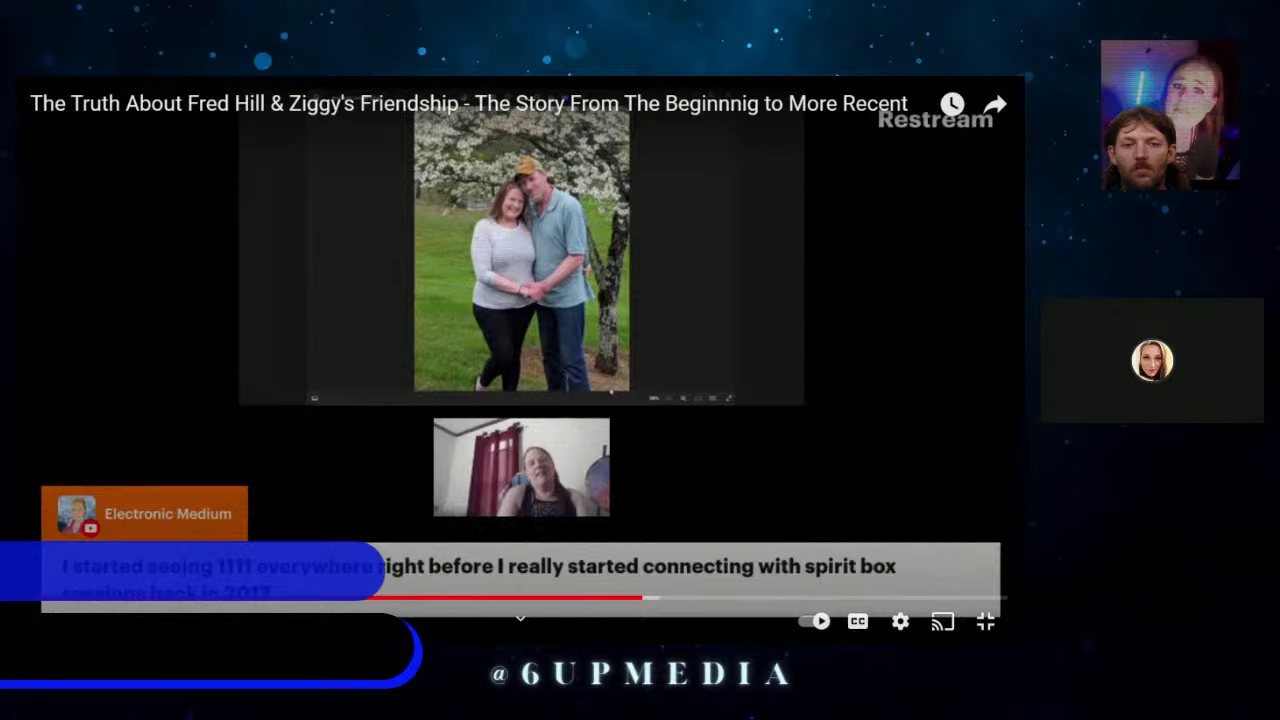 The Truth About Fred Hill & Ziggy's Friendship - The Story From The Beginnnig to More Recent
Restream
Electronic Medium
I started seeing 1111 everywhere right before I really started connecting with spirit box
sessions back in 2017
CC
@6UPMEDIA